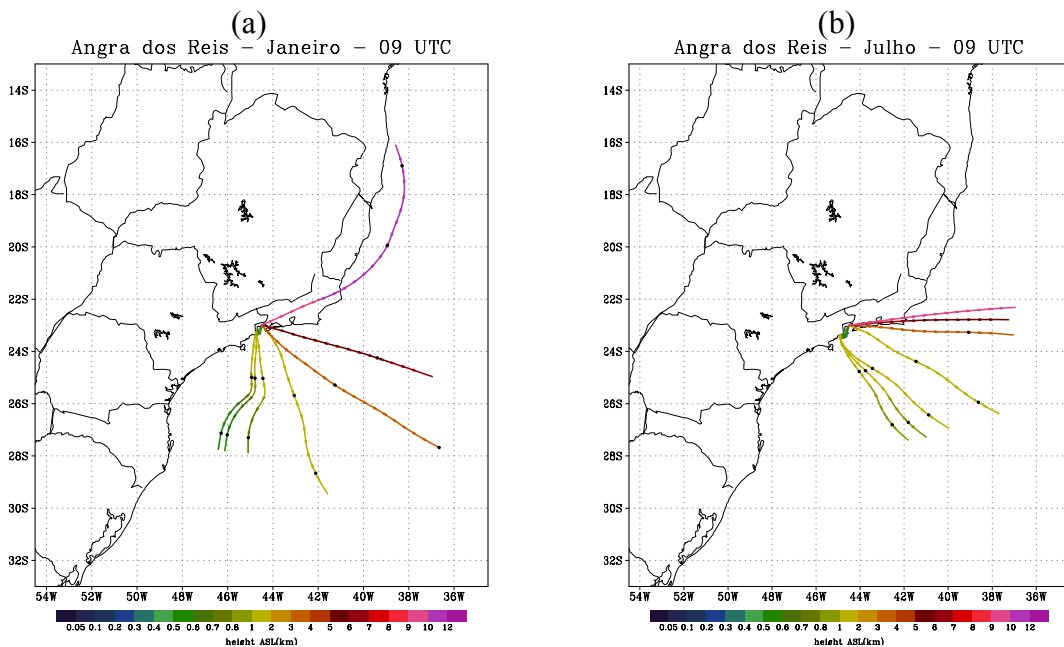 (a)
Angra dos Reis – Janeiro – 09 UTC
14S
16S
18S
20S
22S
24S
26S
28S
30S
32S
54W 52W 50W 48W 46W 44W 42W 40W 38W 36W
0.05 0.1 0.2 0.3 0.4 0.5 0.6 0.7 0.8 1 2 3 4 5 6 7 8 9 10 12
height ASL(km)
(b)
Angra dos Reis – Julho – 09 UTC
14S
16S
18S
20S
22S
24S
26S
28S
30S
32S
54W 52W 50W 48W 46W 44W 42W 40W 38W 36W
0.05 0.1 0.2 0.3 0.4 0.5 0.6 0.7 0.8 1 2 3 4 5 6 7 8 9 10 12
height ASL(km)